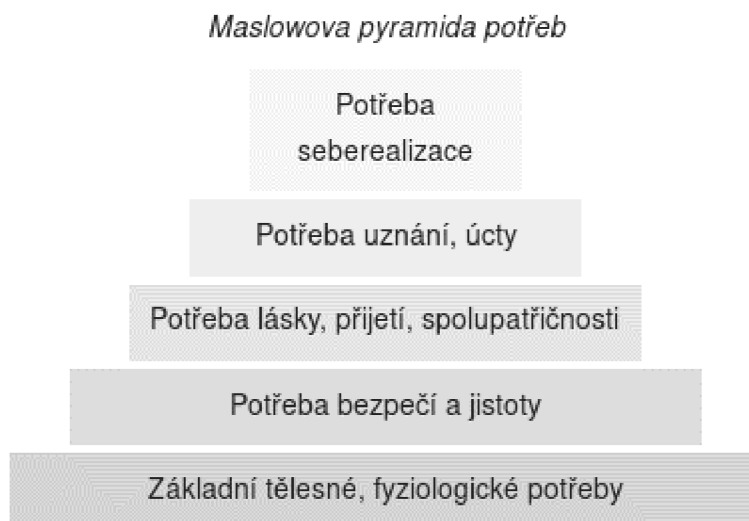 Maslowova pyramida potřeb
Potřeba
seberealizace
Potřeba uznání, úcty
Potřeba lásky, přijetí, spolupatřičnosti
Potřeba bezpečí a jistoty
Základní tělesné, fyziologické potřeby